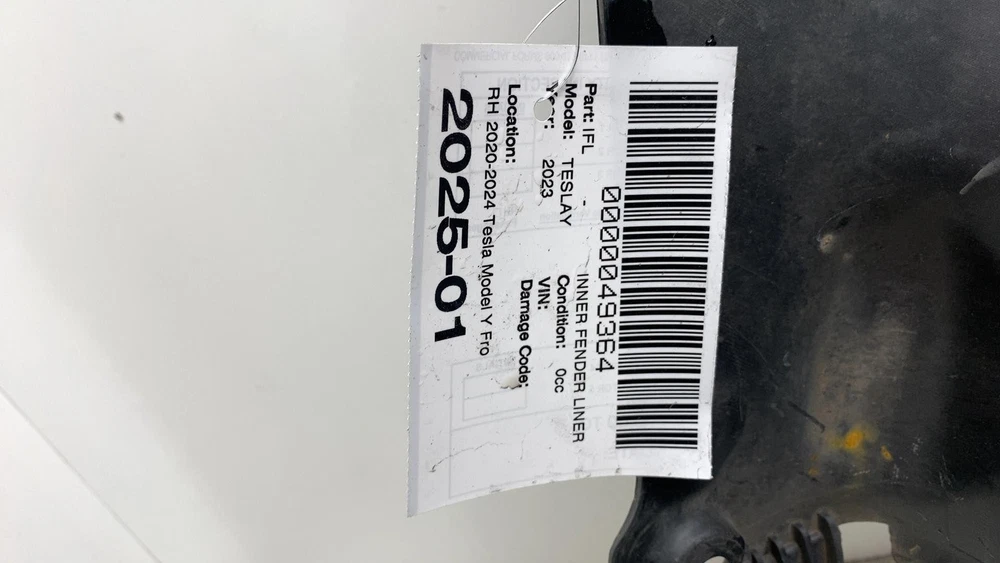 0000049364
Part: IFL - INNER FENDER LINER
Model: TESLAY Condition: 0cc
Year: 2023 VIN:
Damage Code:
Location:
RH 2020-2024 Tesla Model Y Fro
2025-01